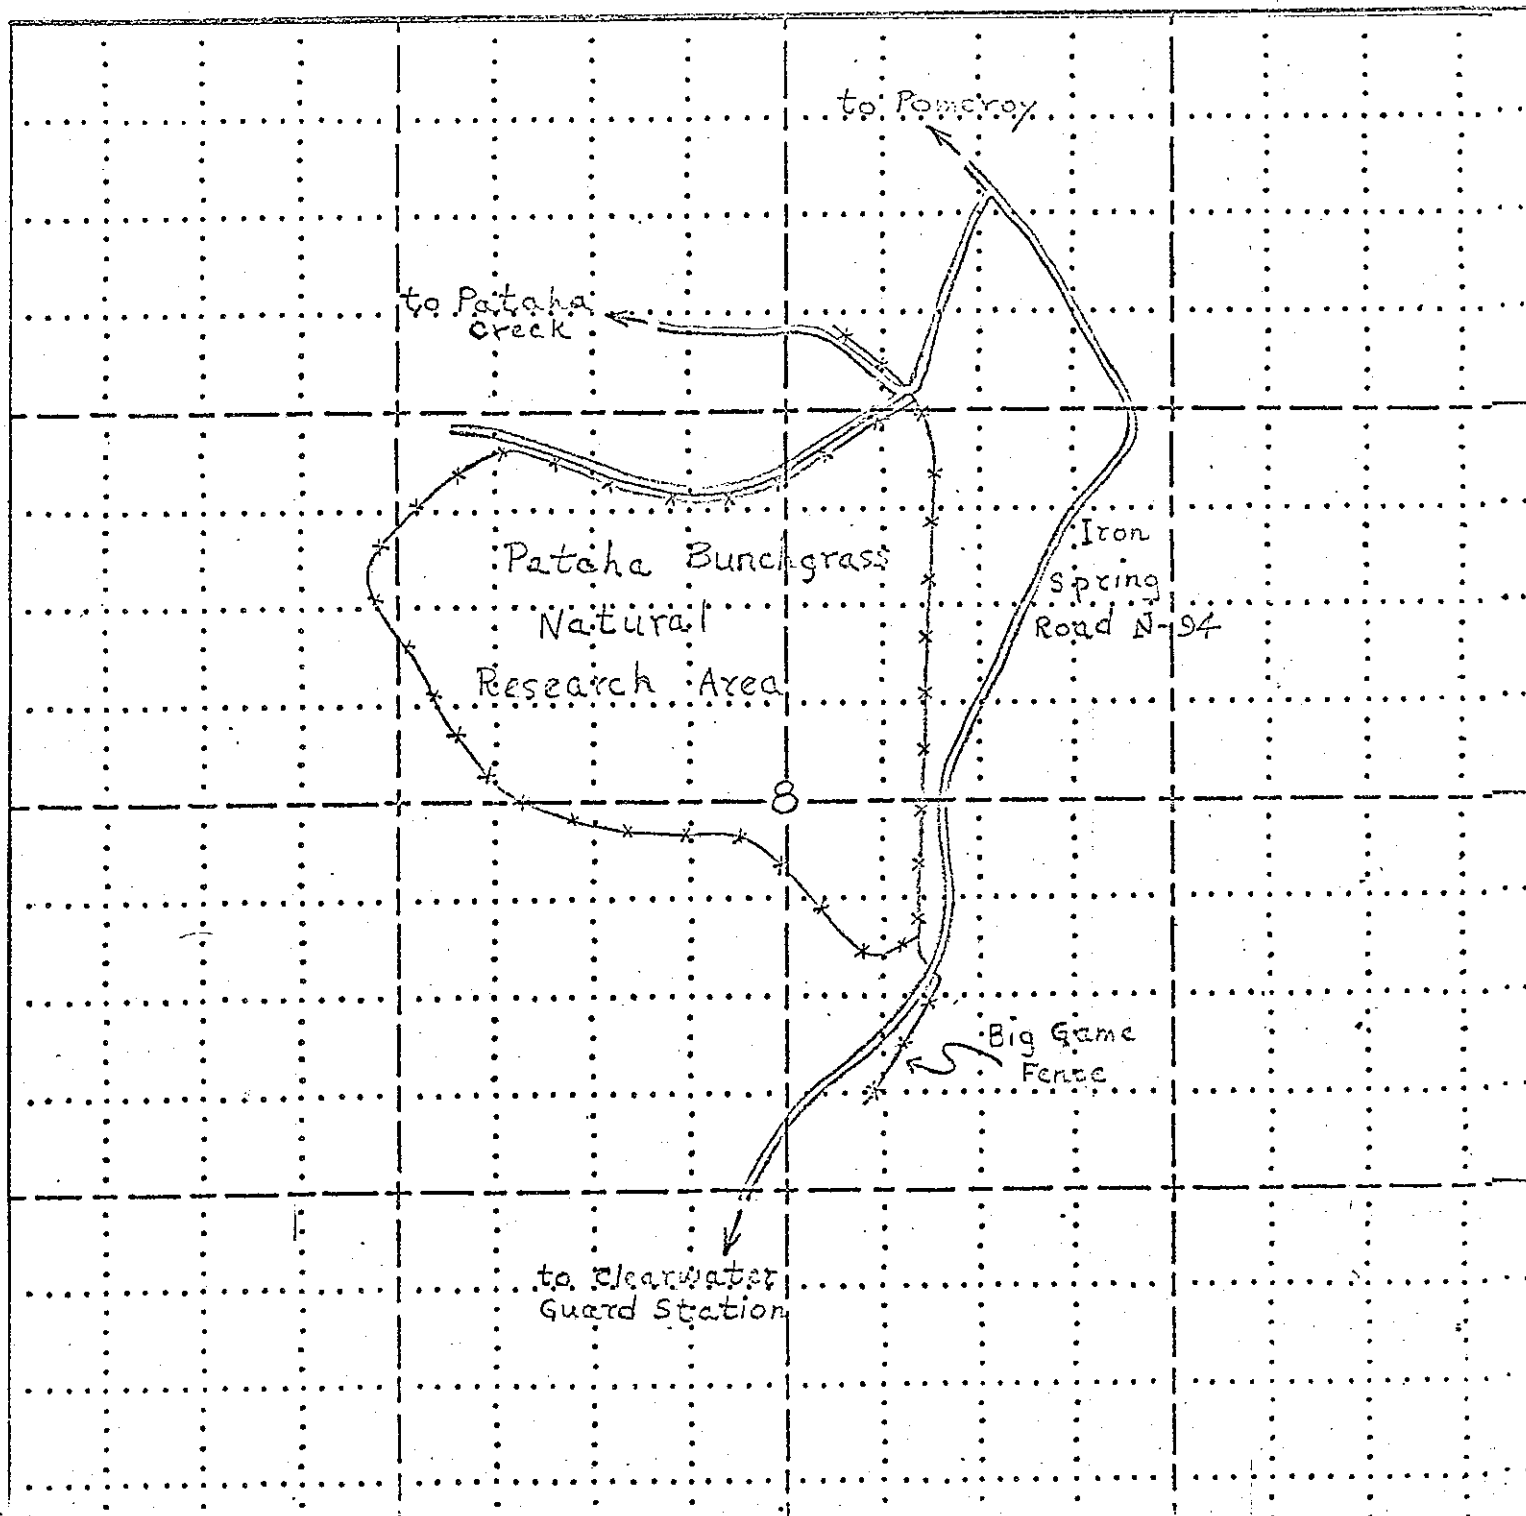 to Pomeroy
to Pataha
Creek
Iron
Spring
Road N-94
Pataha Bunchgrass
Natural
Research Area
8
Big Game
Fence
to Clearwater
Guard Station